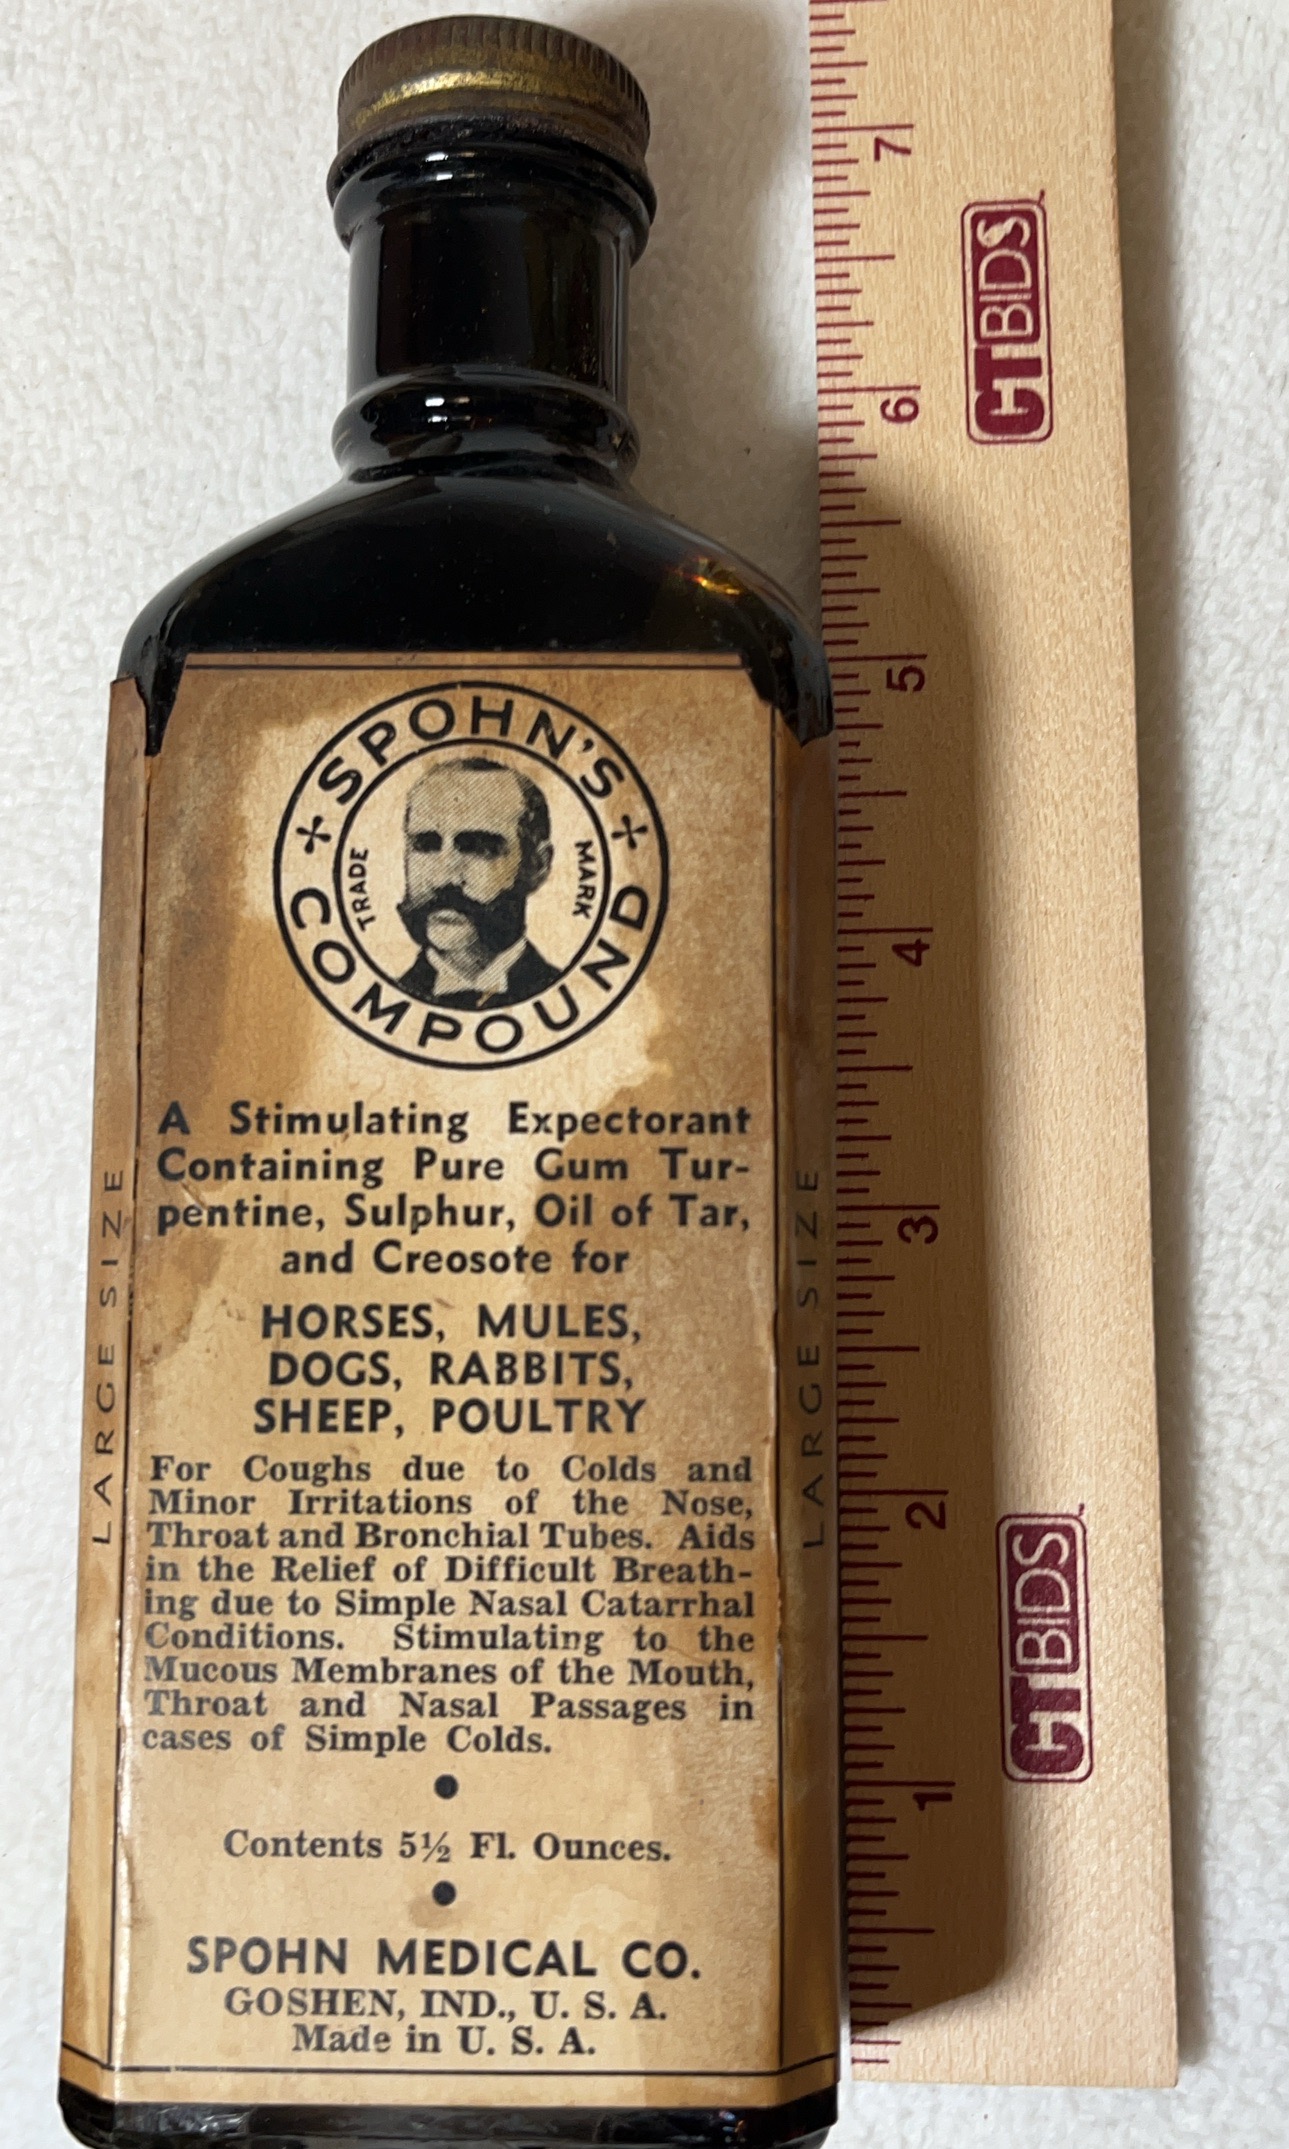 SPOHN'S
COMPOUND
TRADE
MARK
A Stimulating Expectorant
Containing Pure Gum Tur-
pentine, Sulphur, Oil of Tar,
and Creosote for
HORSES, MULES,
DOGS, RABBITS,
SHEEP, POULTRY
For Coughs due to Colds and
Minor Irritations of the Nose,
Throat and Bronchial Tubes. Aids
in the Relief of Difficult Breath-
ing due to Simple Nasal Catarrhal
Conditions. Stimulating to the
Mucous Membranes of the Mouth,
Throat and Nasal Passages in
cases of Simple Colds.
Contents 5½ Fl. Ounces.
SPOHN MEDICAL CO.
GOSHEN, IND., U. S. A.
Made in U. S. A.
LARGE SIZE
LARGE SIZE
7
6
5
4
3
2
1
CTBIDS
CTBIDS